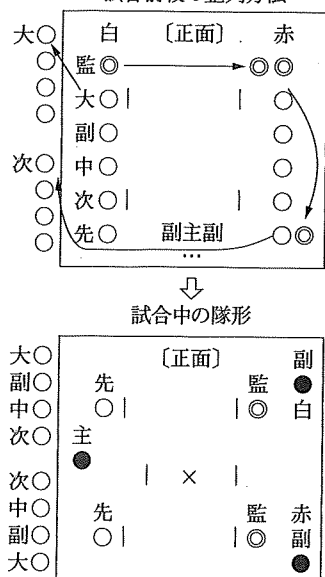 試合前後の整列方法
大 白 〔正面〕 赤
監
大
副
次 中
次
先 副主副
…
試合中の隊形
大 〔正面〕 副
副 先 監
中 白
次 主
次 ×
中 先 監 赤
副 副
大